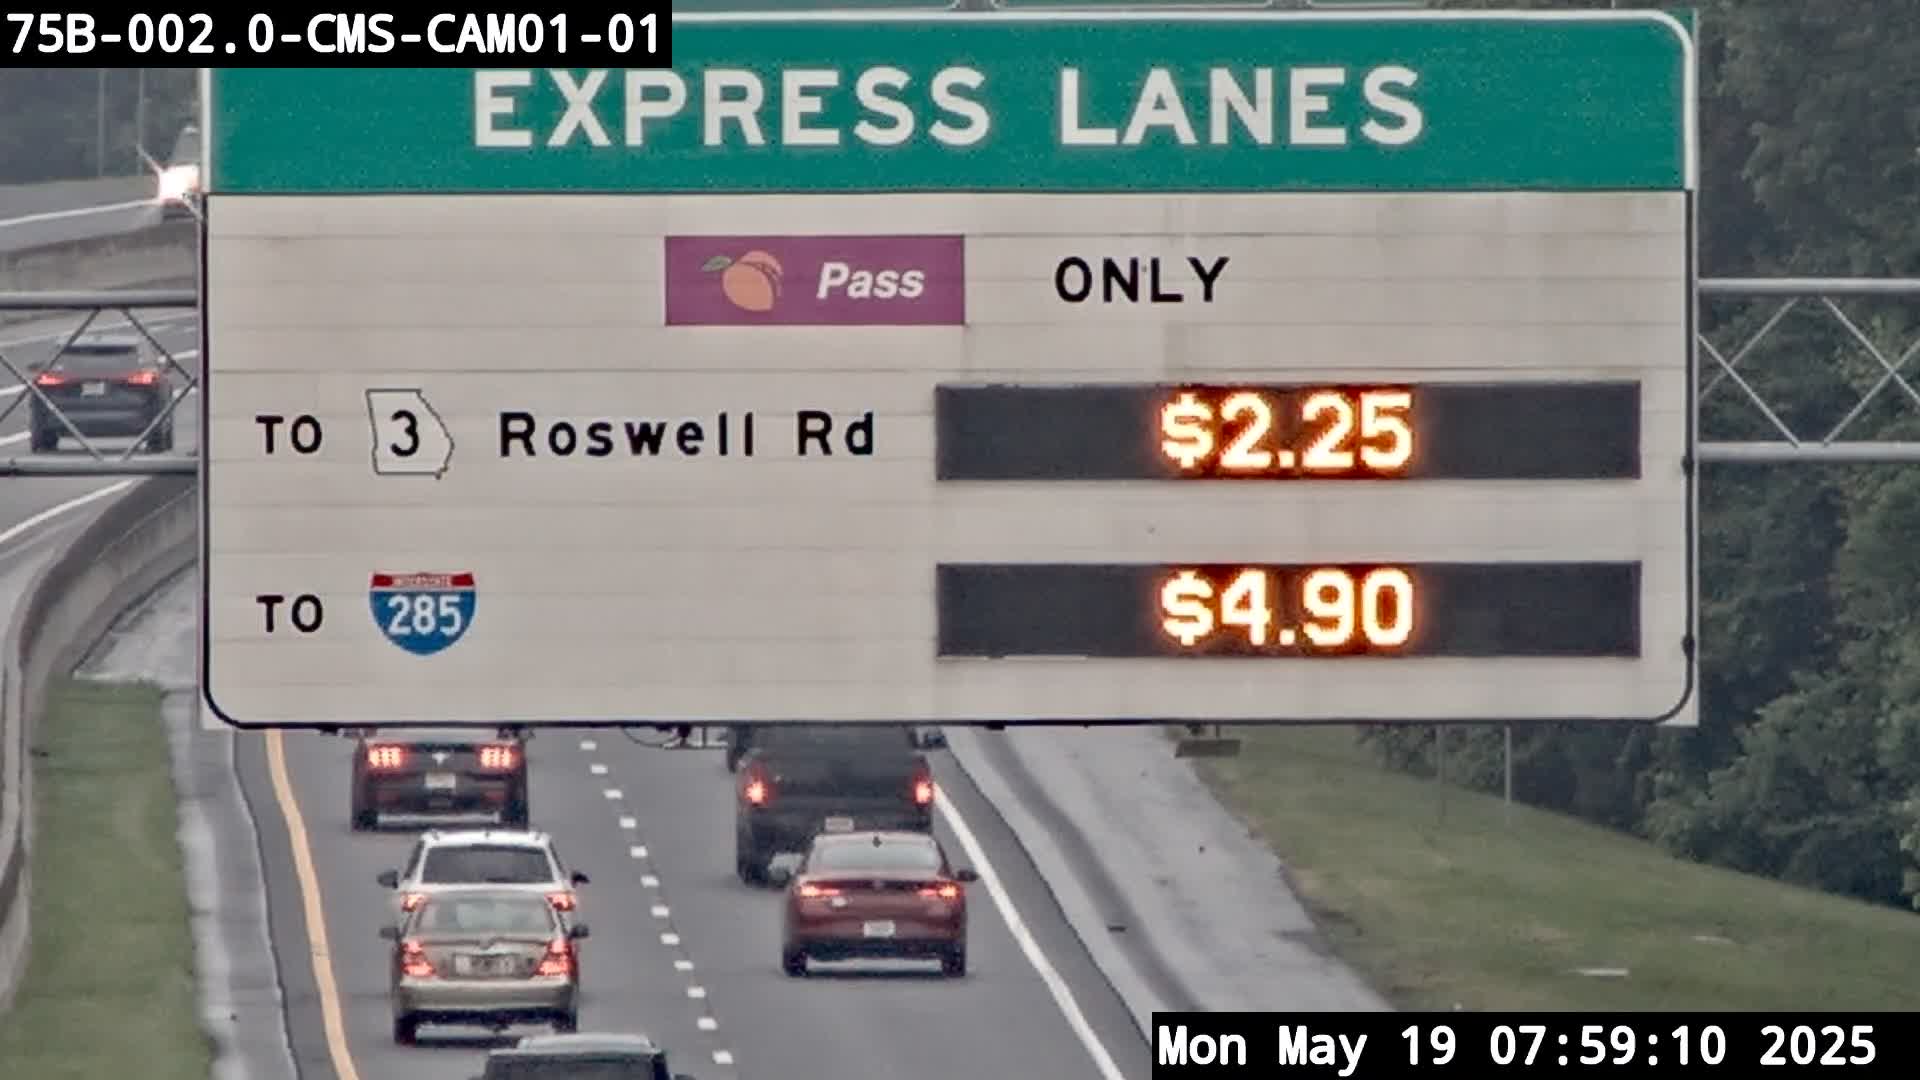 75B-002.0-CMS-CAM01-01
EXPRESS LANES
Pass ONLY
TO 3 Roswell Rd $2.25
TO INTERSTATE 285 $4.90
Mon May 19 07:59:10 2025